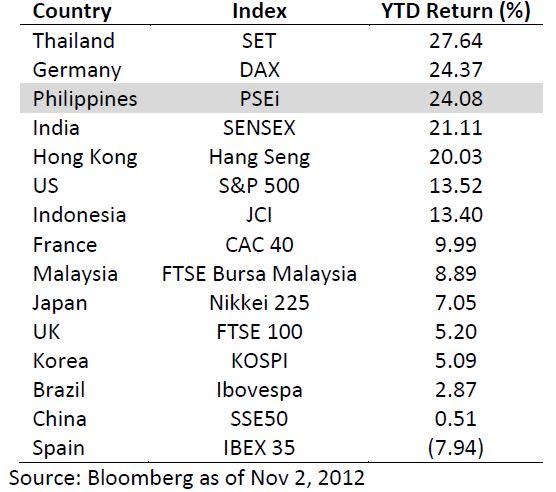 Country Index YTD Return (%)
Thailand SET 27.64
Germany DAX 24.37
Philippines PSEi 24.08
India SENSEX 21.11
Hong Kong Hang Seng 20.03
US S&P 500 13.52
Indonesia JCI 13.40
France CAC 40 9.99
Malaysia FTSE Bursa Malaysia 8.89
Japan Nikkei 225 7.05
UK FTSE 100 5.20
Korea KOSPI 5.09
Brazil Ibovespa 2.87
China SSE50 0.51
Spain IBEX 35 (7.94)
Source: Bloomberg as of Nov 2, 2012